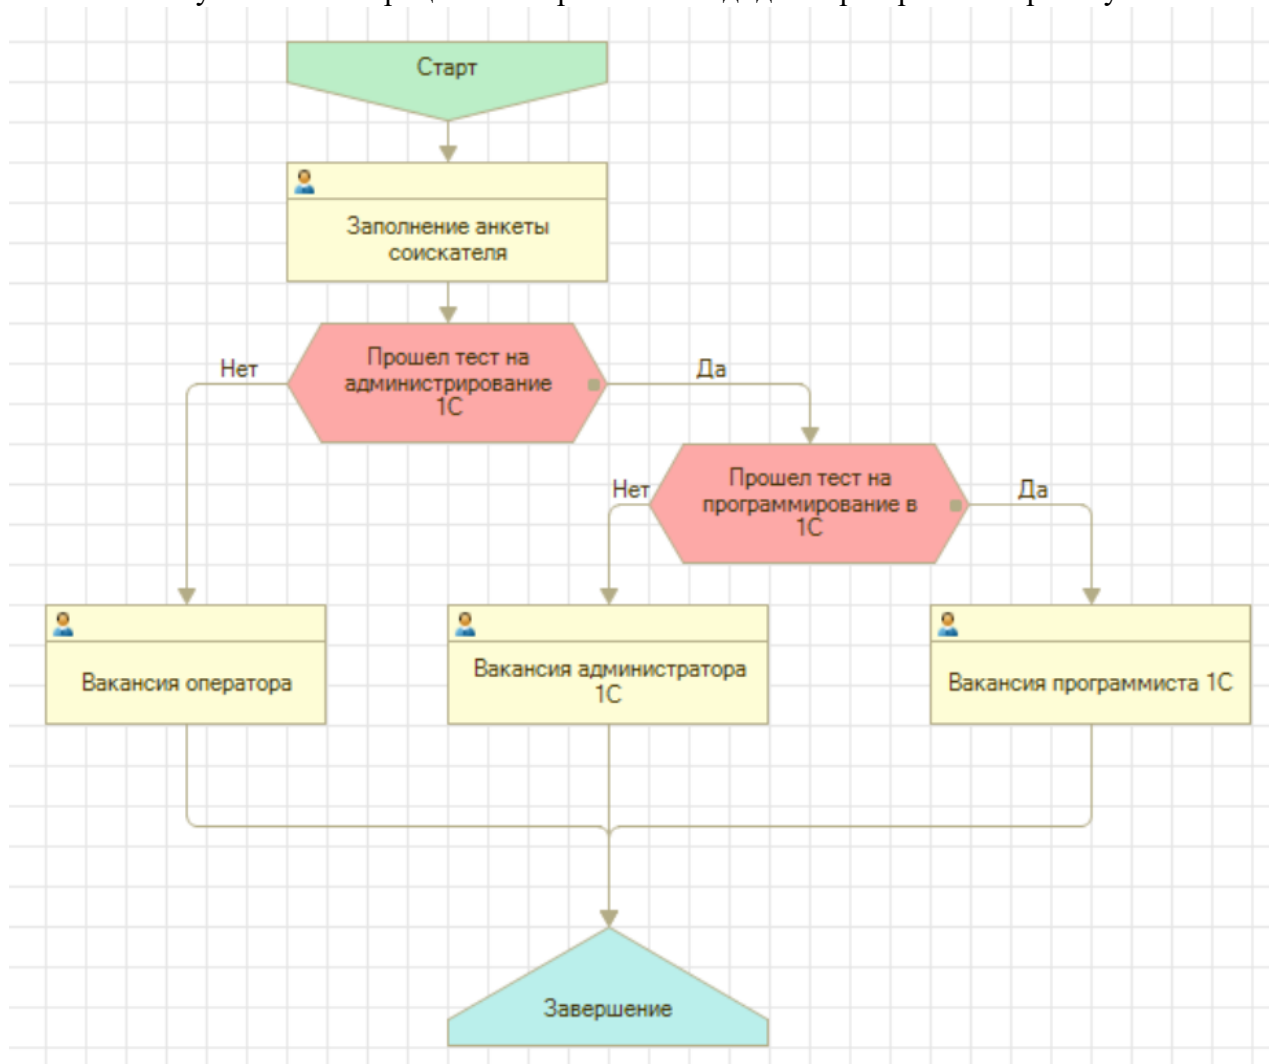 Старт
Заполнение анкеты
соискателя
Прошел тест на
администрирование
1С
Нет
Да
Прошел тест на
программирование в
1С
Нет
Да
Вакансия оператора
Вакансия администратора
1С
Вакансия программиста 1С
Завершение